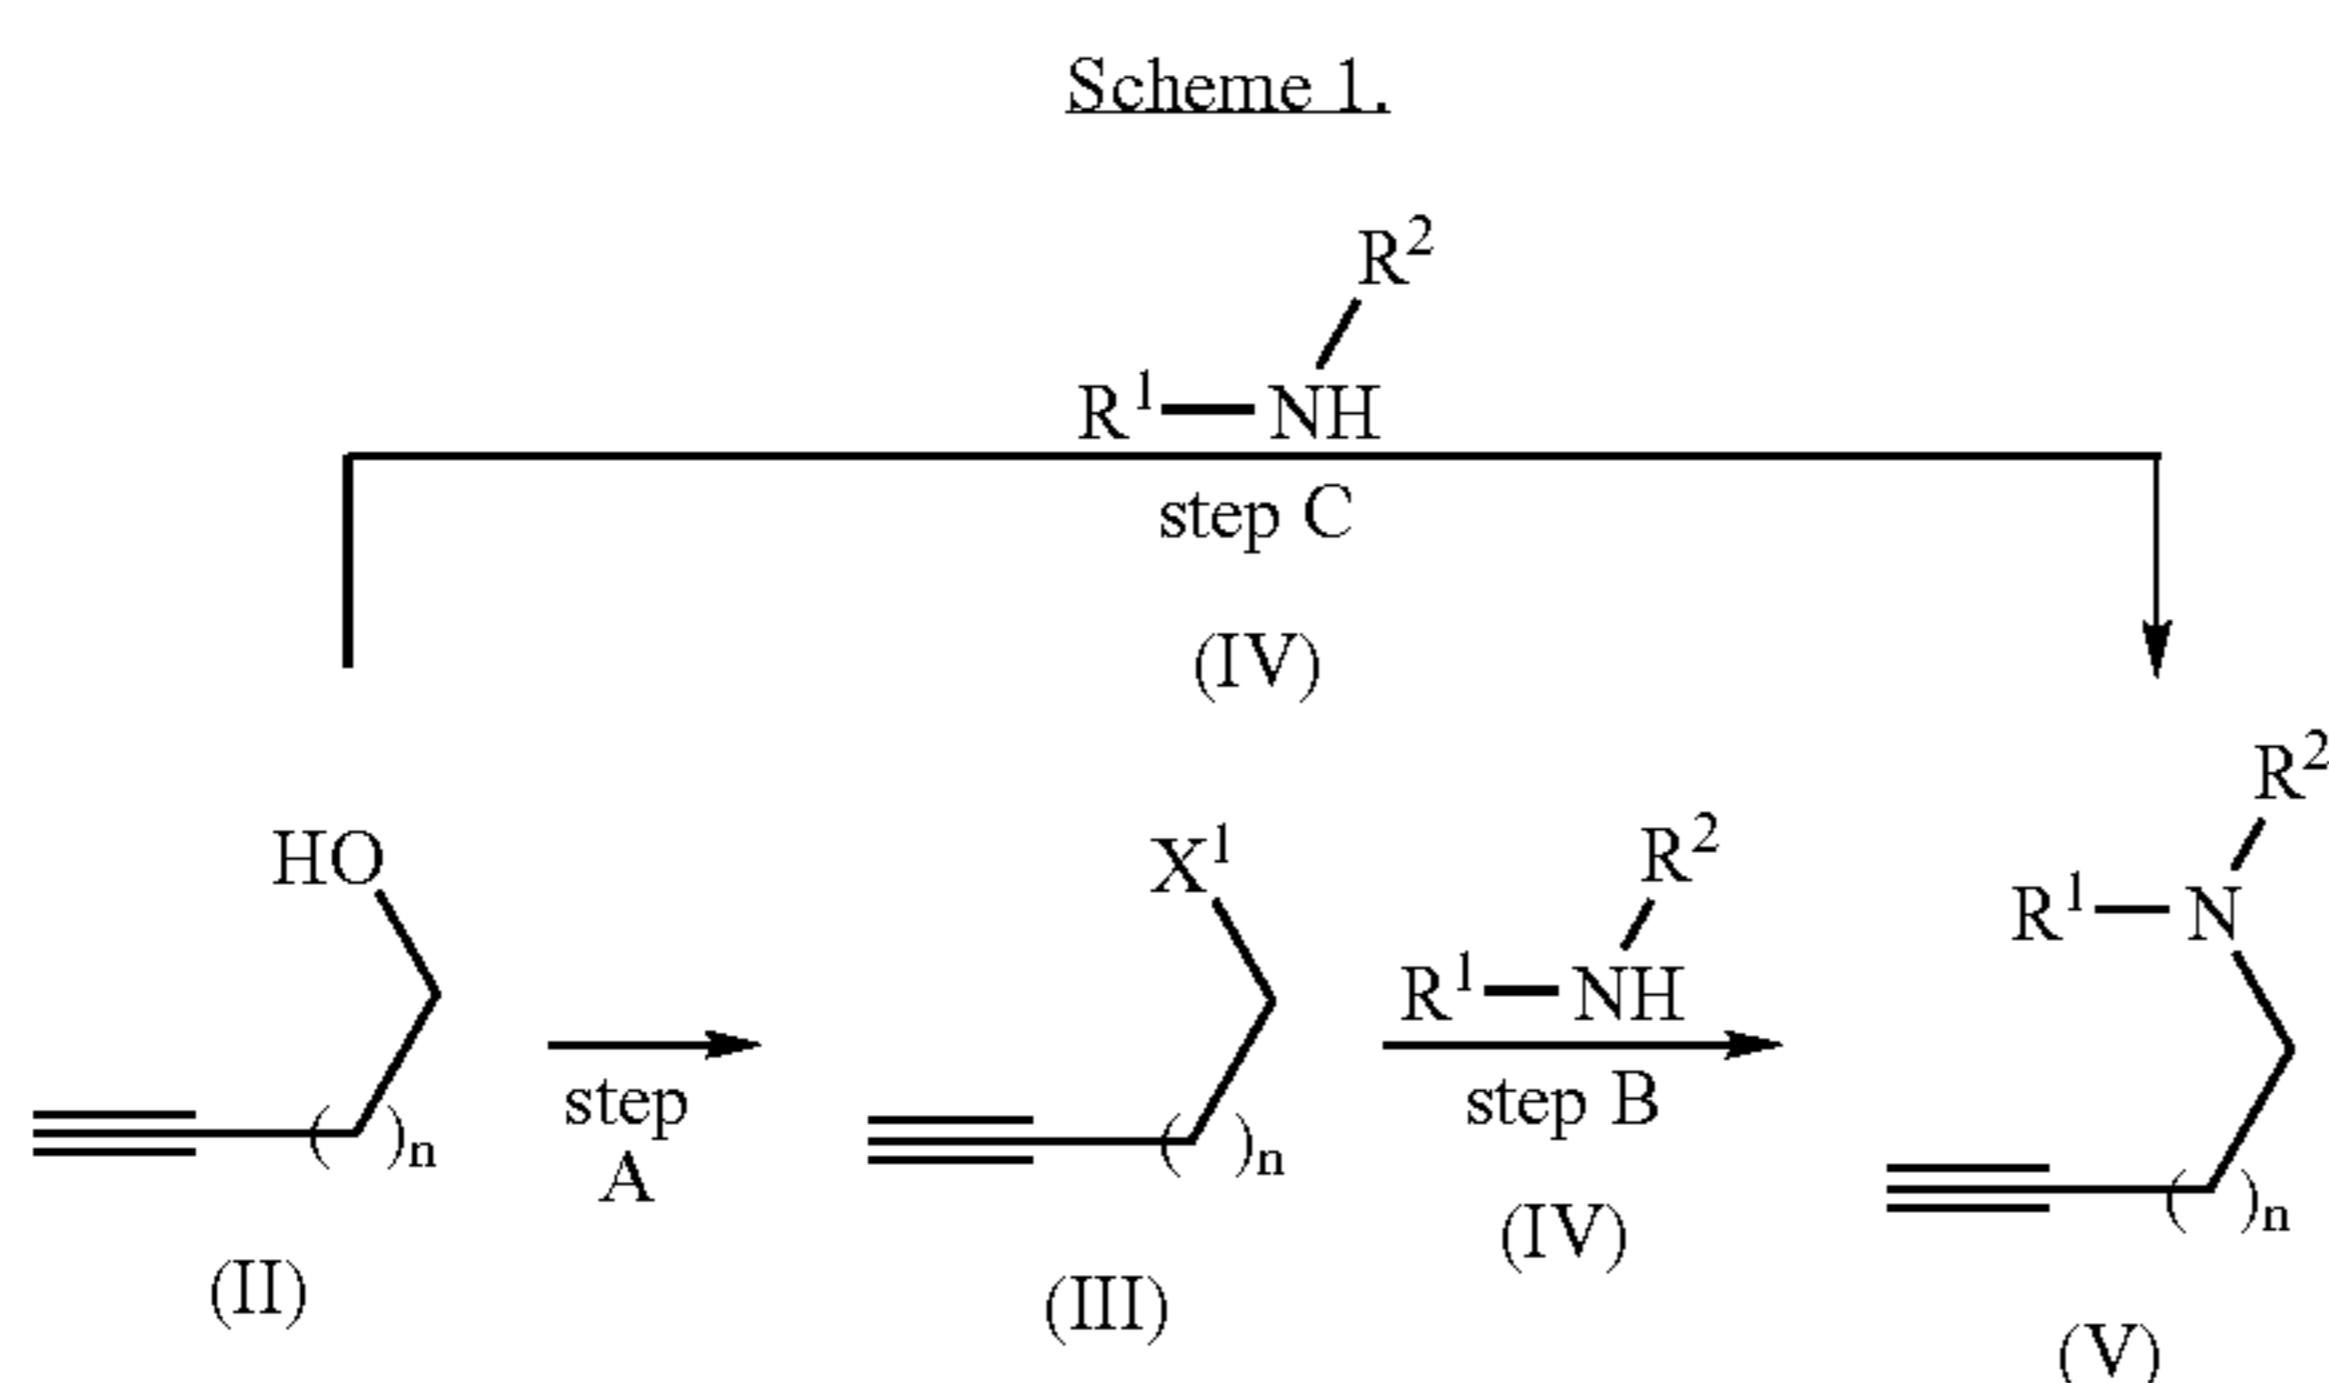 Scheme 1.
R²
R¹—NH
step C
(IV)
R²
HO
X¹
R²
R¹—N
R¹—NH
( )n
step
A
( )n
step B
(IV)
( )n
(II)
(III)
(V)